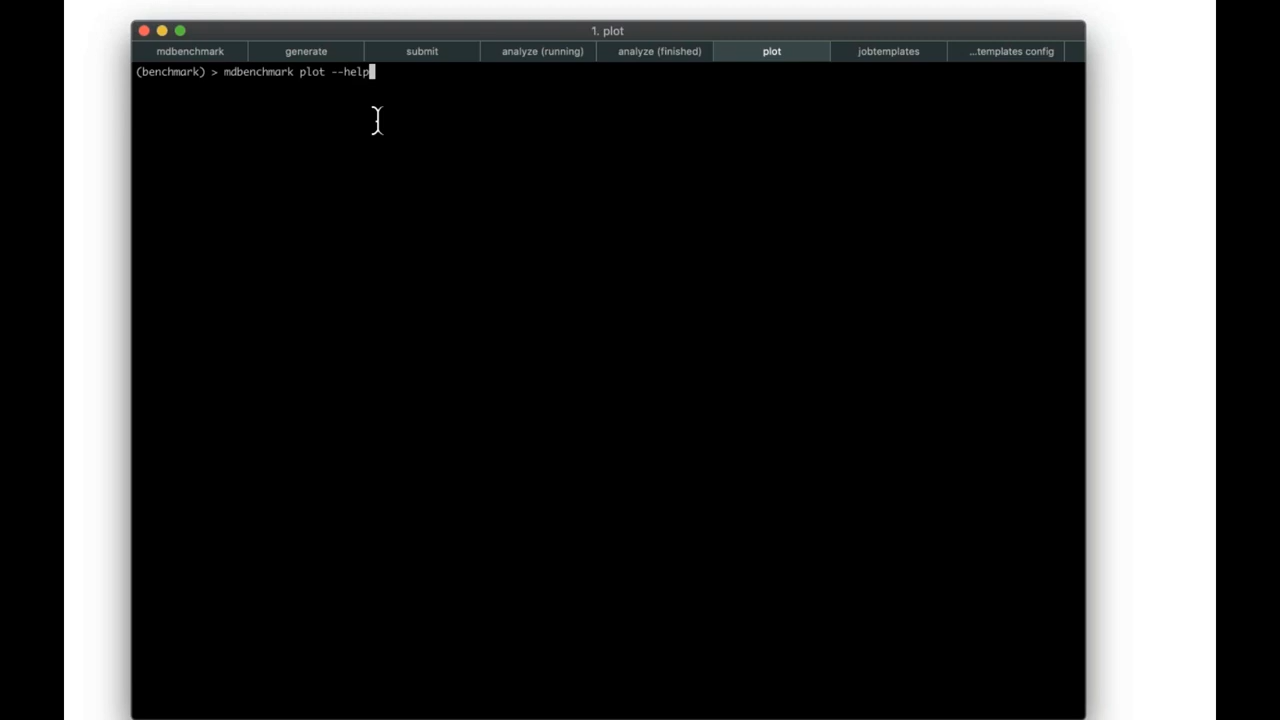 1. plot
mdbenchmark generate submit analyze (running) analyze (finished) plot jobtemplates ...templates config
(benchmark) > mdbenchmark plot --help